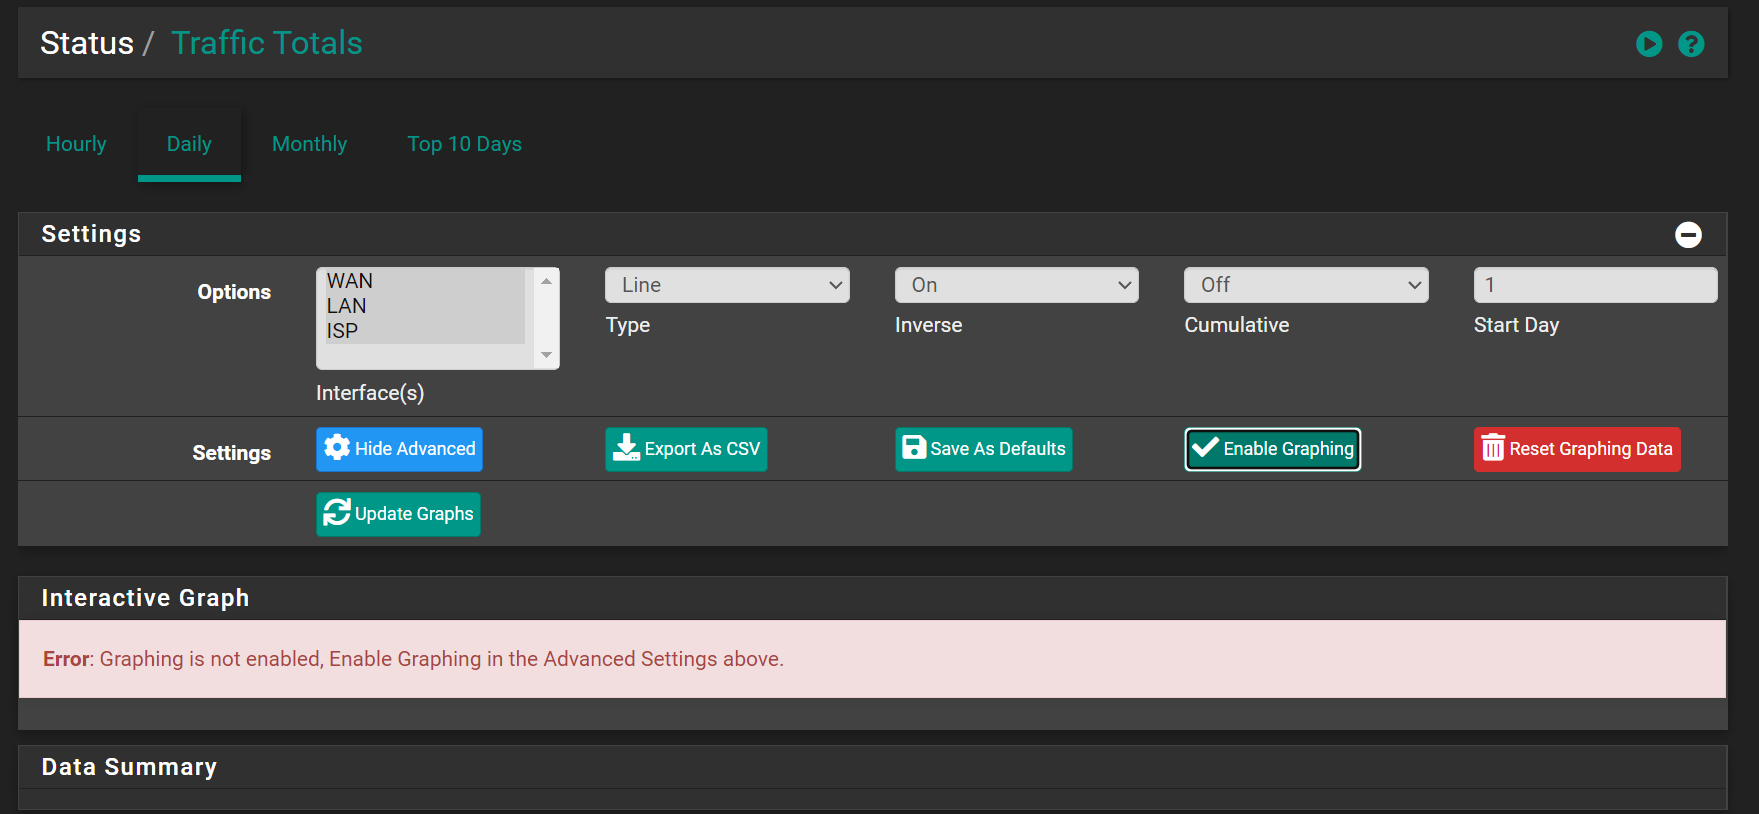 Status / Traffic Totals
Hourly Daily Monthly Top 10 Days
Settings
Options
WAN
LAN
ISP
Interface(s)
Line
Type
On
Inverse
Off
Cumulative
1
Start Day
Settings
Hide Advanced Export As CSV Save As Defaults Enable Graphing Reset Graphing Data
Update Graphs
Interactive Graph
Error: Graphing is not enabled, Enable Graphing in the Advanced Settings above.
Data Summary